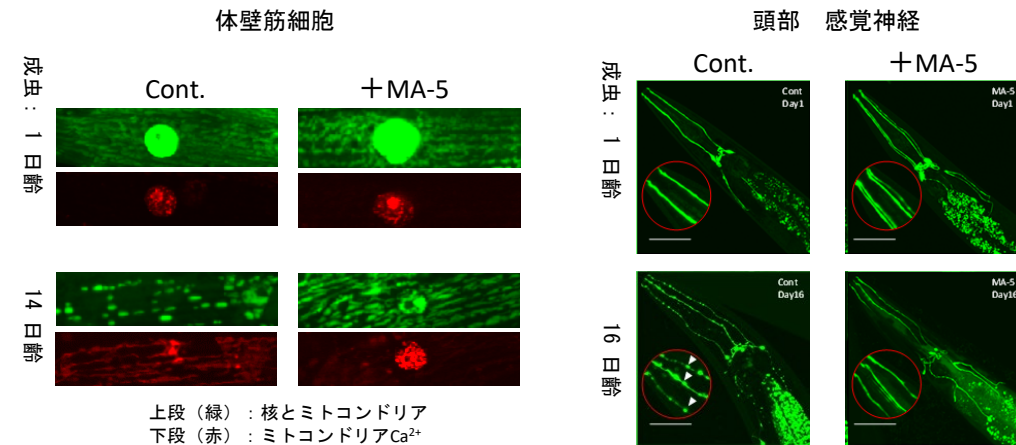 体壁筋細胞
Cont.
＋MA-5
成虫：1日齢
14日齢
上段（緑）：核とミトコンドリア
下段（赤）：ミトコンドリアCa²⁺
頭部　感覚神経
Cont.
＋MA-5
成虫：1日齢
Cont
Day1
MA-5
Day1
16日齢
Cont
Day16
MA-5
Day16